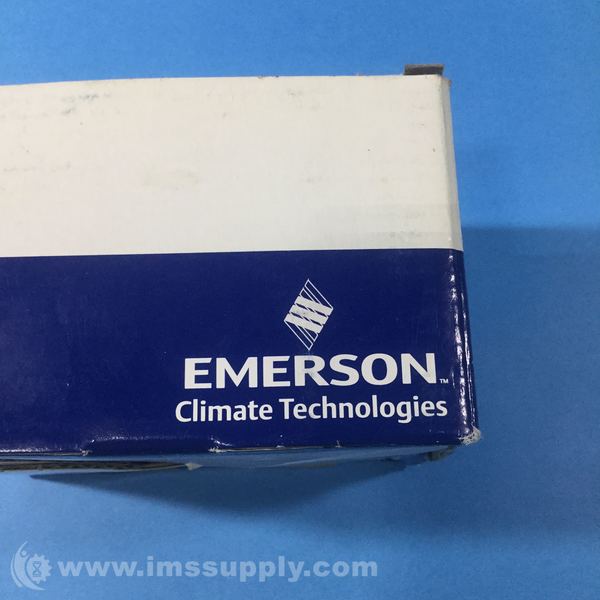 EMERSON™
Climate Technologies
www.imssupply.com